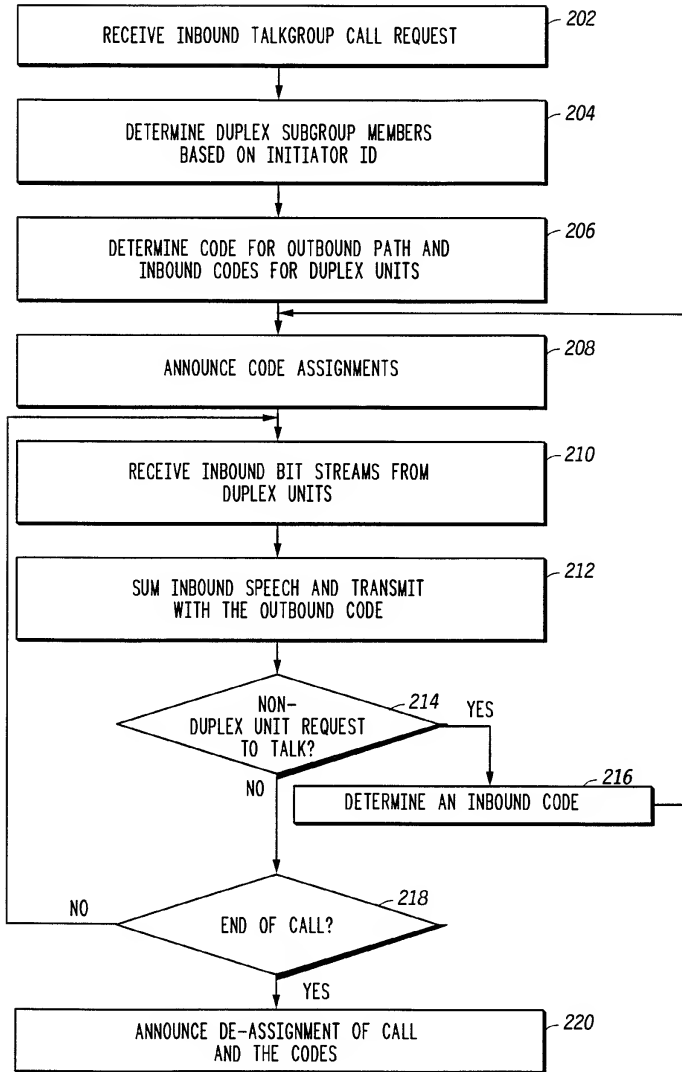 RECEIVE INBOUND TALKGROUP CALL REQUEST
202
DETERMINE DUPLEX SUBGROUP MEMBERS
BASED ON INITIATOR ID
204
DETERMINE CODE FOR OUTBOUND PATH AND
INBOUND CODES FOR DUPLEX UNITS
206
ANNOUNCE CODE ASSIGNMENTS
208
RECEIVE INBOUND BIT STREAMS FROM
DUPLEX UNITS
210
SUM INBOUND SPEECH AND TRANSMIT
WITH THE OUTBOUND CODE
212
NON-
DUPLEX UNIT REQUEST
TO TALK?
214
YES
NO
DETERMINE AN INBOUND CODE
216
END OF CALL?
218
NO
YES
ANNOUNCE DE-ASSIGNMENT OF CALL
AND THE CODES
220